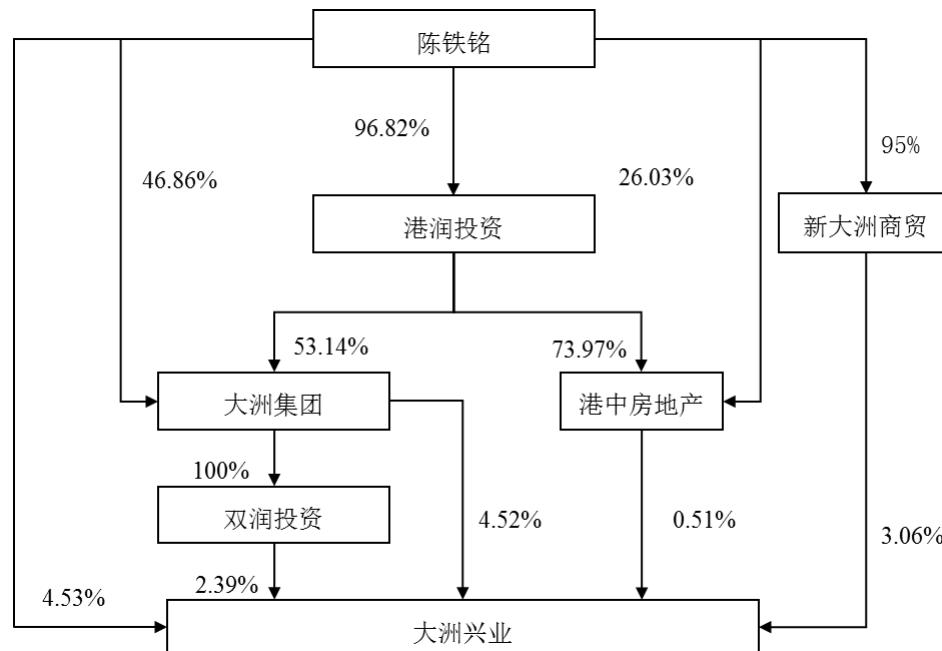 陈铁铭
96.82%
95%
46.86%
26.03%
港润投资
新大洲商贸
53.14%
73.97%
大洲集团
港中房地产
100%
双润投资
4.52%
0.51%
3.06%
2.39%
4.53%
大洲兴业